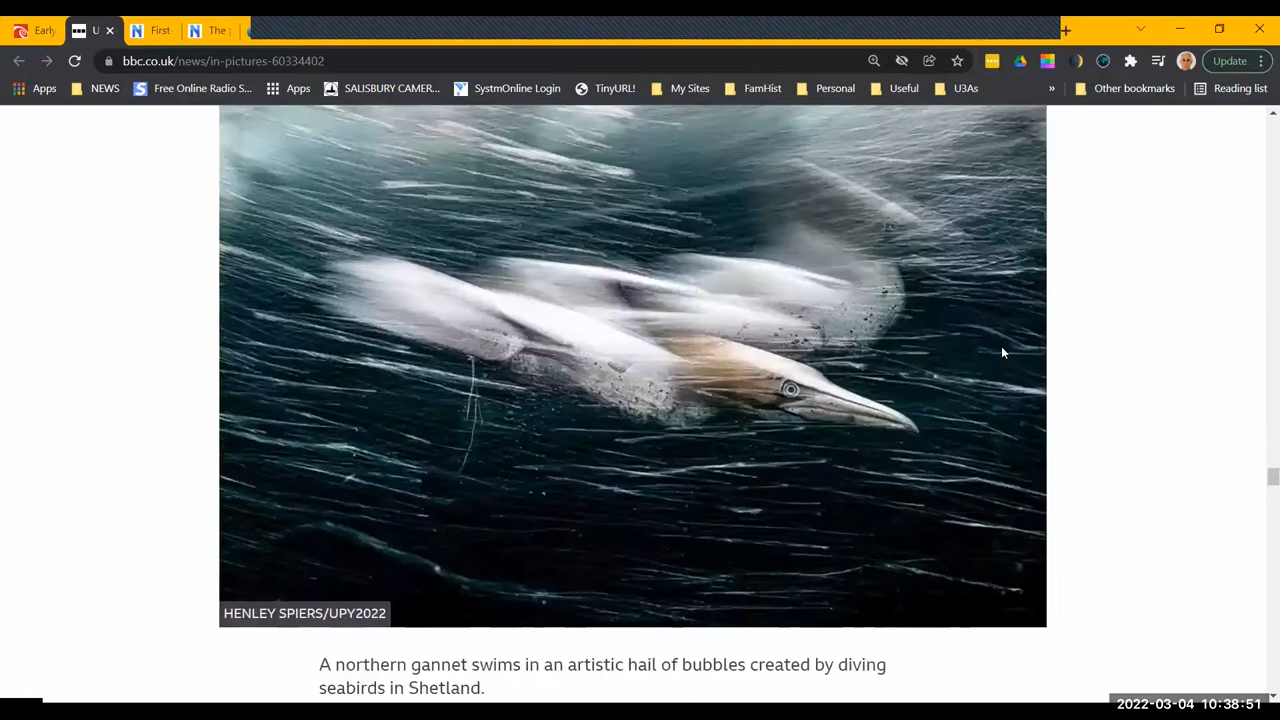 Early
U
First
The
bbc.co.uk/news/in-pictures-60334402
Update
Apps
NEWS
Free Online Radio S...
Apps
SALISBURY CAMER...
SystmOnline Login
TinyURL!
My Sites
FamHist
Personal
Useful
U3As
»
Other bookmarks
Reading list
HENLEY SPIERS/UPY2022
A northern gannet swims in an artistic hail of bubbles created by diving
seabirds in Shetland.
2022-03-04 10:38:51